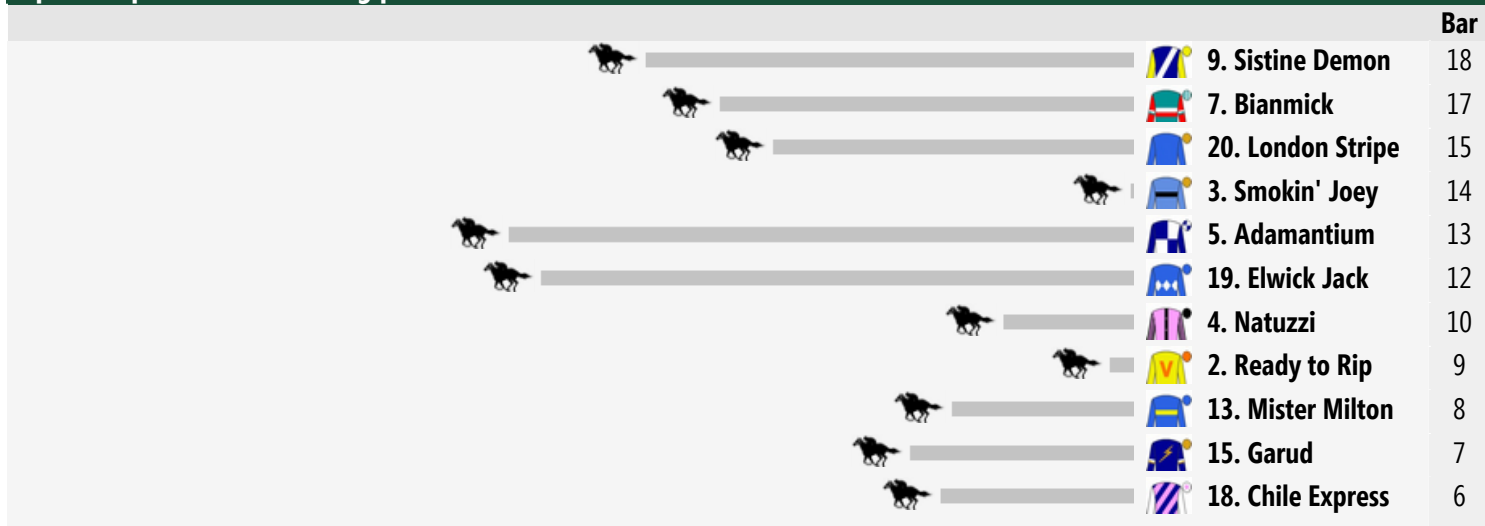 Bar
9. Sistine Demon 18
7. Bianmick 17
20. London Stripe 15
3. Smokin' Joey 14
5. Adamantium 13
19. Elwick Jack 12
4. Natuzzi 10
V 2. Ready to Rip 9
13. Mister Milton 8
15. Garud 7
18. Chile Express 6